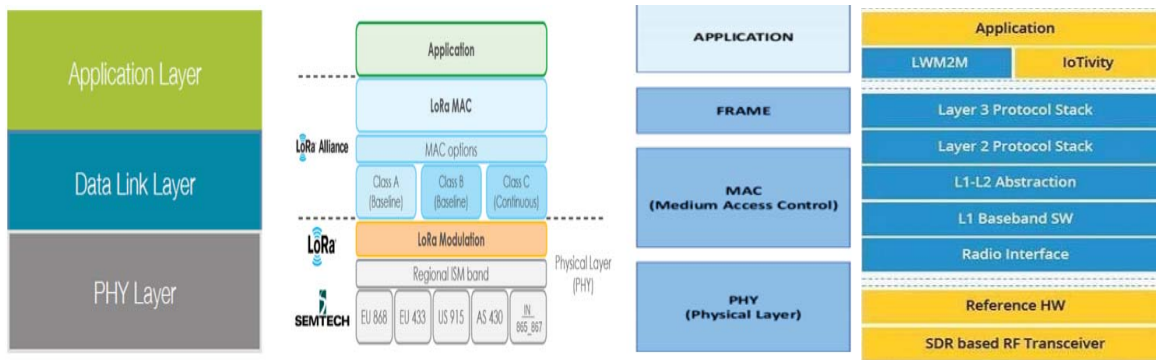 Application Layer
Data Link Layer
PHY Layer
Application
LoRa MAC
LoRa Alliance
MAC options
Class A
(Baseline)
Class B
(Baseline)
Class C
(Continuous)
LoRa
LoRa Modulation
Regional ISM band
Physical Layer
(PHY)
SEMTECH
EU 868
EU 433
US 915
AS 430
IN
865_867
APPLICATION
FRAME
MAC
(Medium Access Control)
PHY
(Physical Layer)
Application
LWM2M
IoTivity
Layer 3 Protocol Stack
Layer 2 Protocol Stack
L1-L2 Abstraction
L1 Baseband SW
Radio Interface
Reference HW
SDR based RF Transceiver